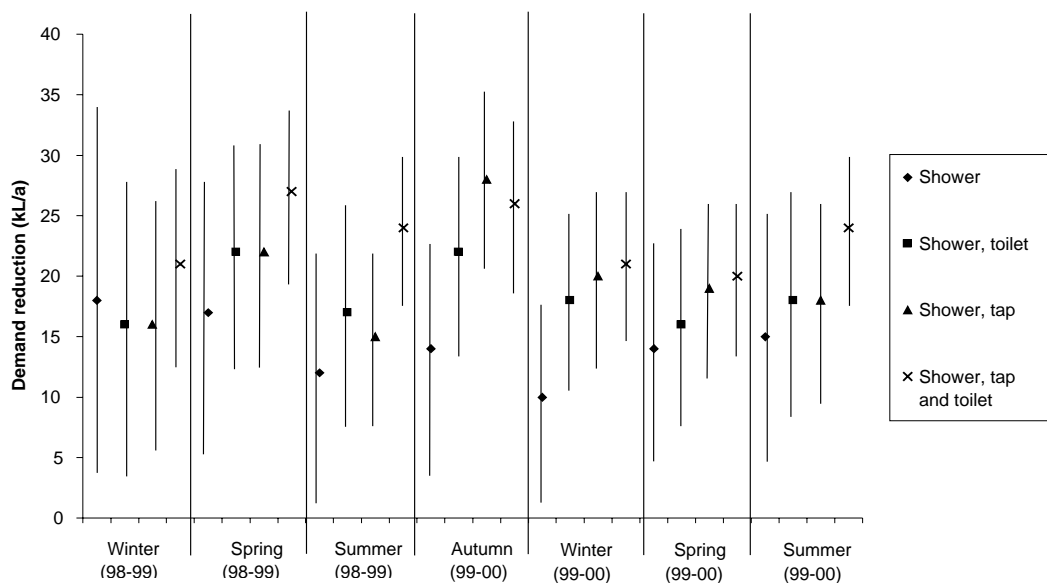 40
35
30
25
20
15
10
5
0
Demand reduction (kL/a)
Winter
(98-99)
Spring
(98-99)
Summer
(98-99)
Autumn
(99-00)
Winter
(99-00)
Spring
(99-00)
Summer
(99-00)
Shower
Shower, toilet
Shower, tap
Shower, tap
and toilet